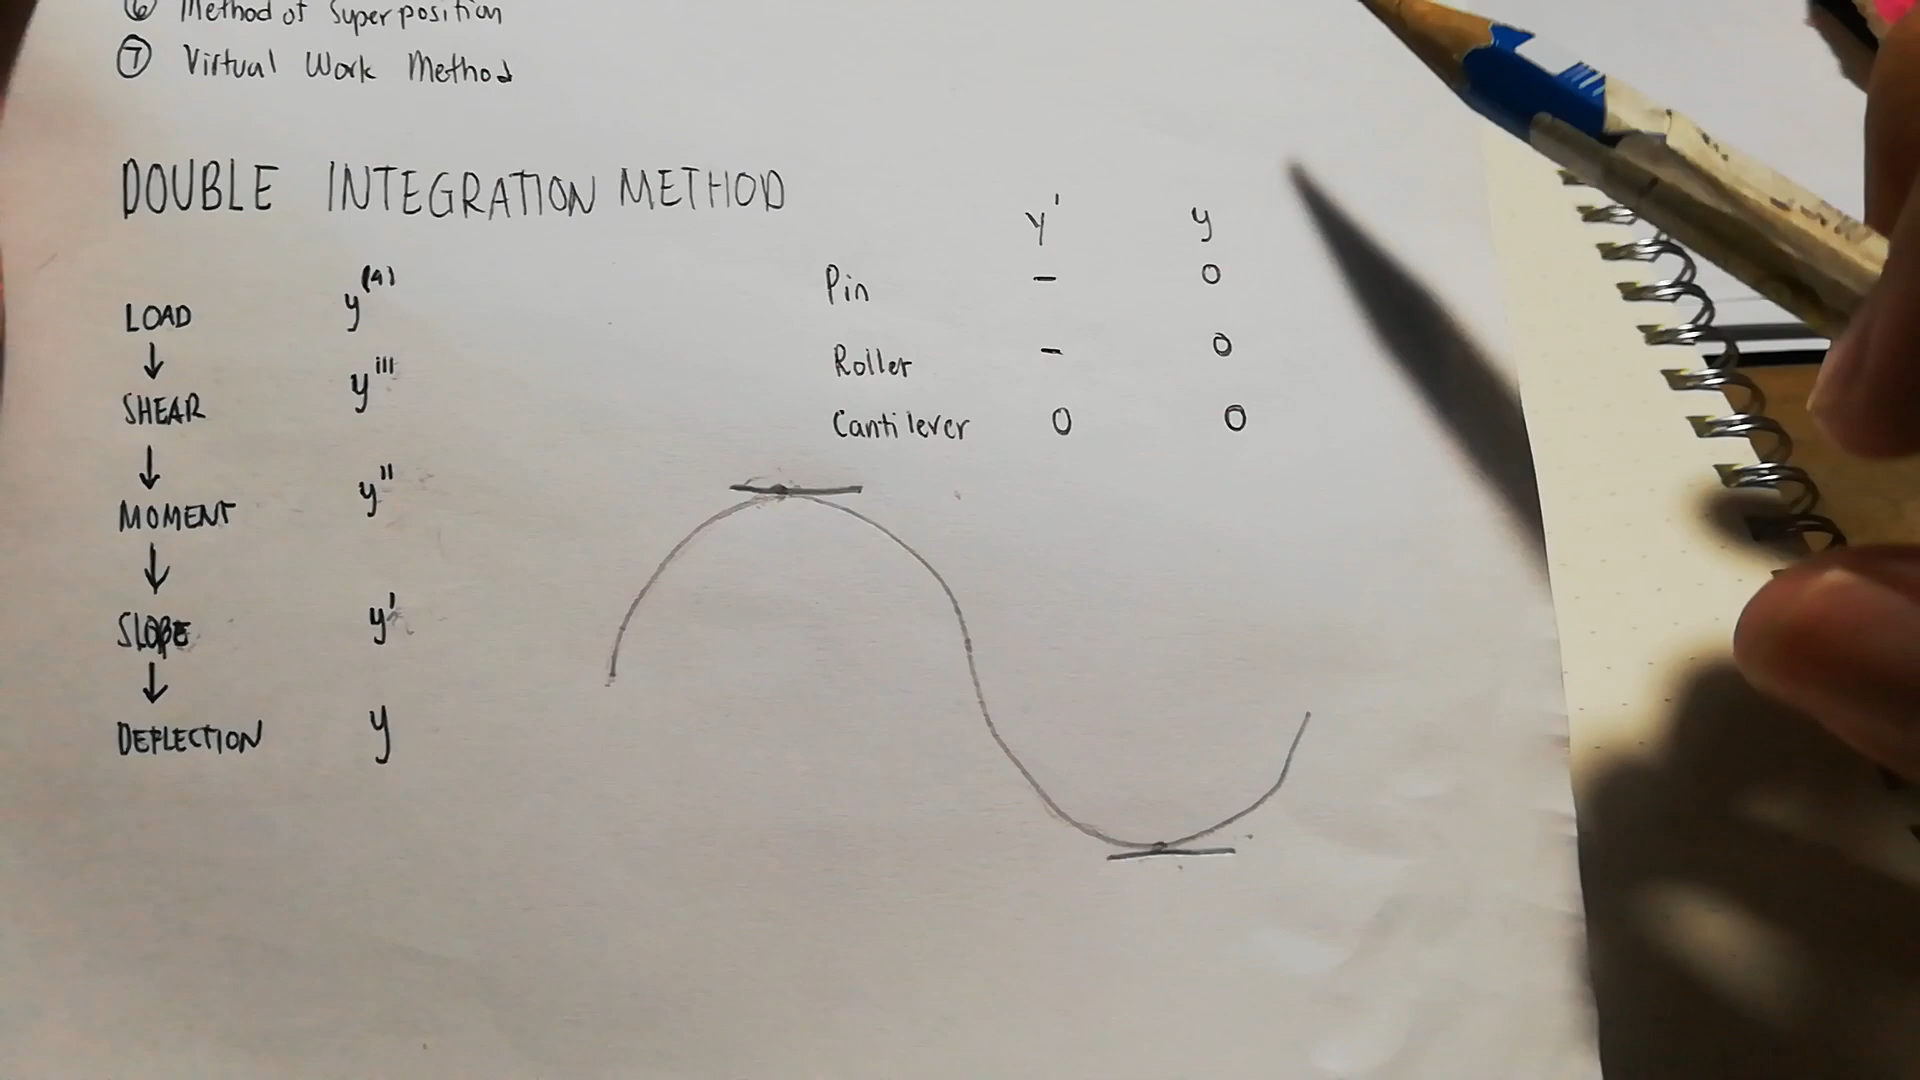 ⑥ Method of Superposition
⑦ Virtual Work Method
DOUBLE INTEGRATION METHOD
LOAD y⁽⁴⁾
↓
SHEAR y'''
↓
MOMENT y''
↓
SLOPE y'
↓
DEFLECTION y
y' y
Pin - 0
Roller - 0
Cantilever 0 0